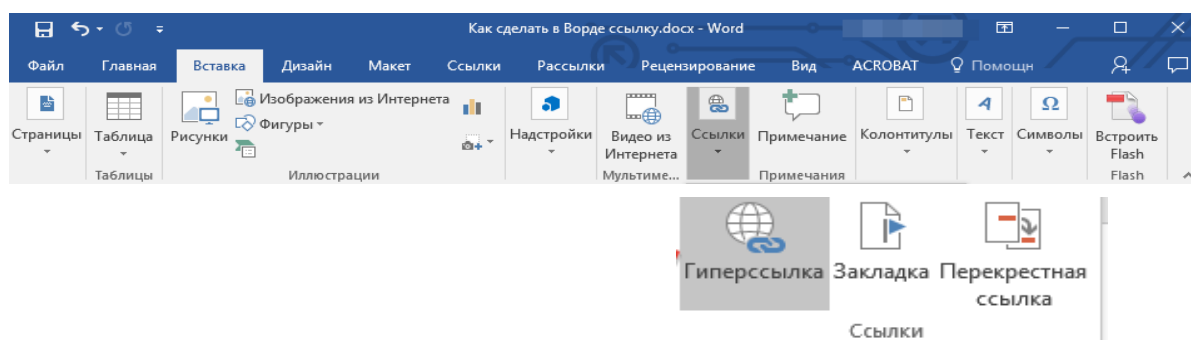 Как сделать в Ворде ссылку.docx - Word
Файл Главная Вставка Дизайн Макет Ссылки Рассылки Рецензирование Вид ACROBAT Помощн
Страницы Таблица Рисунки Изображения из Интернета Фигуры Надстройки Видео из Интернета Ссылки Примечание Колонтитулы Текст Символы Встроить Flash
Таблицы Иллюстрации Мультиме... Примечания Flash
Гиперссылка Закладка Перекрестная
ссылка
Ссылки